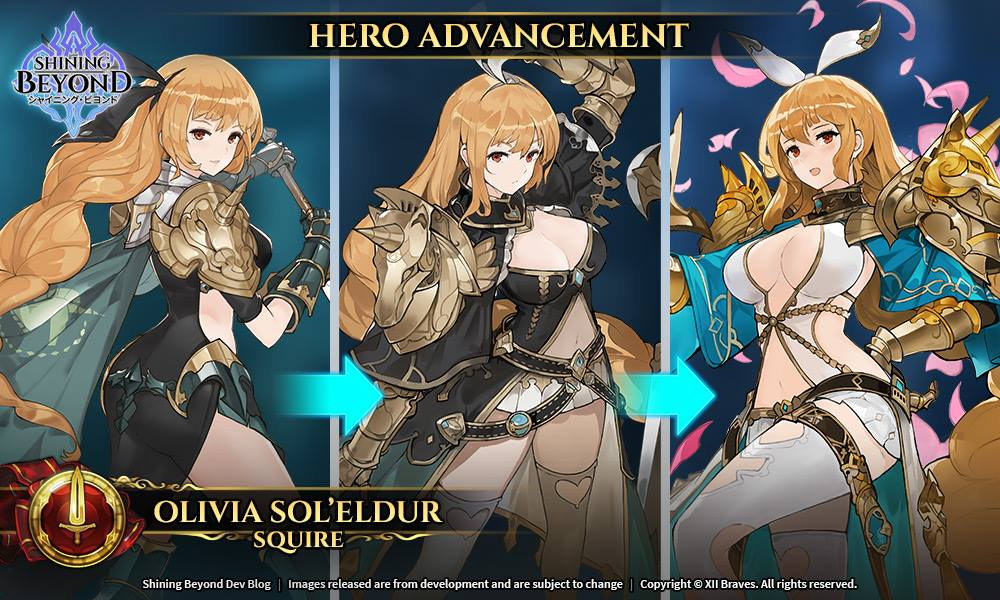 HERO ADVANCEMENT
SHINING
BEYOND
シャイニング・ビヨンド
OLIVIA SOL'ELDUR
SQUIRE
Shining Beyond Dev Blog | Images released are from development and are subject to change | Copyright © XII Braves. All rights reserved.